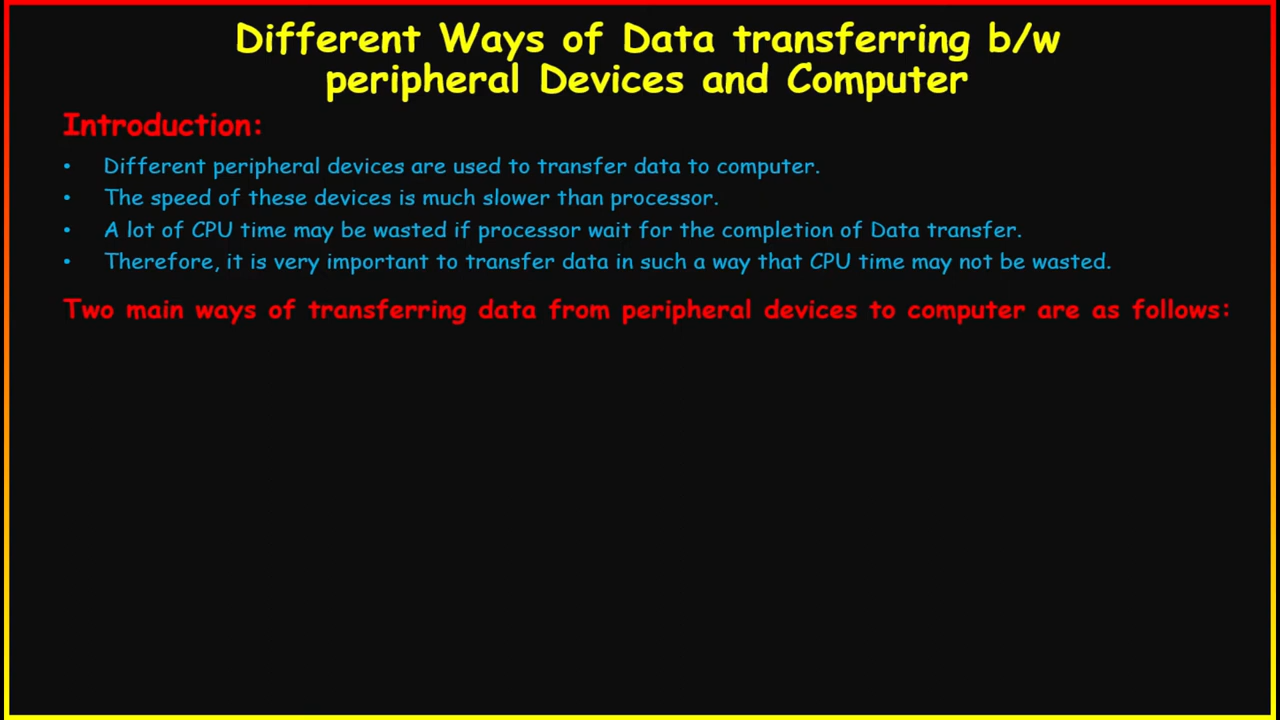 Different Ways of Data transferring b/w
peripheral Devices and Computer
Introduction:
• Different peripheral devices are used to transfer data to computer.
• The speed of these devices is much slower than processor.
• A lot of CPU time may be wasted if processor wait for the completion of Data transfer.
• Therefore, it is very important to transfer data in such a way that CPU time may not be wasted.
Two main ways of transferring data from peripheral devices to computer are as follows: